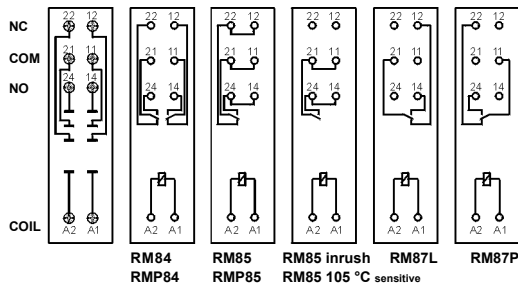 22 12 22 12 22 12 22 12 22 12 22 12
NC
COM
21 11 21 11 21 11 21 11 21 11 21 11
NO
24 14 24 14 24 14 24 14 24 14 24 14
COIL
A2 A1 A2 A1 A2 A1 A2 A1 A2 A1 A2 A1
RM84 RM85 RM85 inrush RM87L RM87P
RMP84 RMP85 RM85 105 °C sensitive